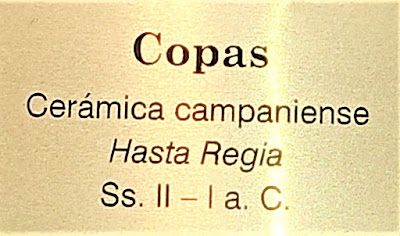 Copas
Cerámica campaniense
Hasta Regia
Ss. II – I a. C.